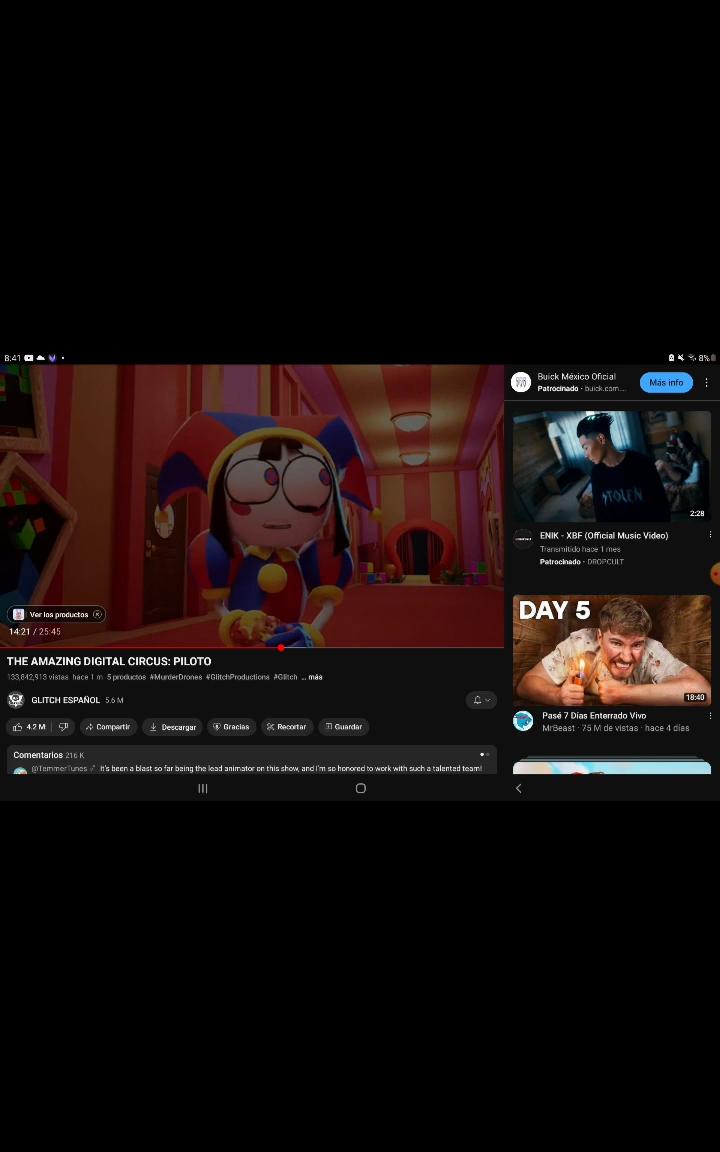 8:41
8%
Ver los productos
14:21 / 25:45
THE AMAZING DIGITAL CIRCUS: PILOTO
133,842,913 vistas hace 1 m 5 productos #MurderDrones #GlitchProductions #Glitch ... más
GLITCH ESPAÑOL 5.6 M
4.2 M
Compartir
Descargar
Gracias
Recortar
Guardar
Comentarios 216 K
@TemmerTunes It's been a blast so far being the lead animator on this show, and I'm so honored to work with such a talented team!
Buick México Oficial
Patrocinado · buick.com....
Más info
STOLEN
2:28
ENIK - XBF (Official Music Video)
Transmitido hace 1 mes
Patrocinado · DROPCULT
DAY 5
18:40
Pasé 7 Días Enterrado Vivo
MrBeast · 75 M de vistas · hace 4 días